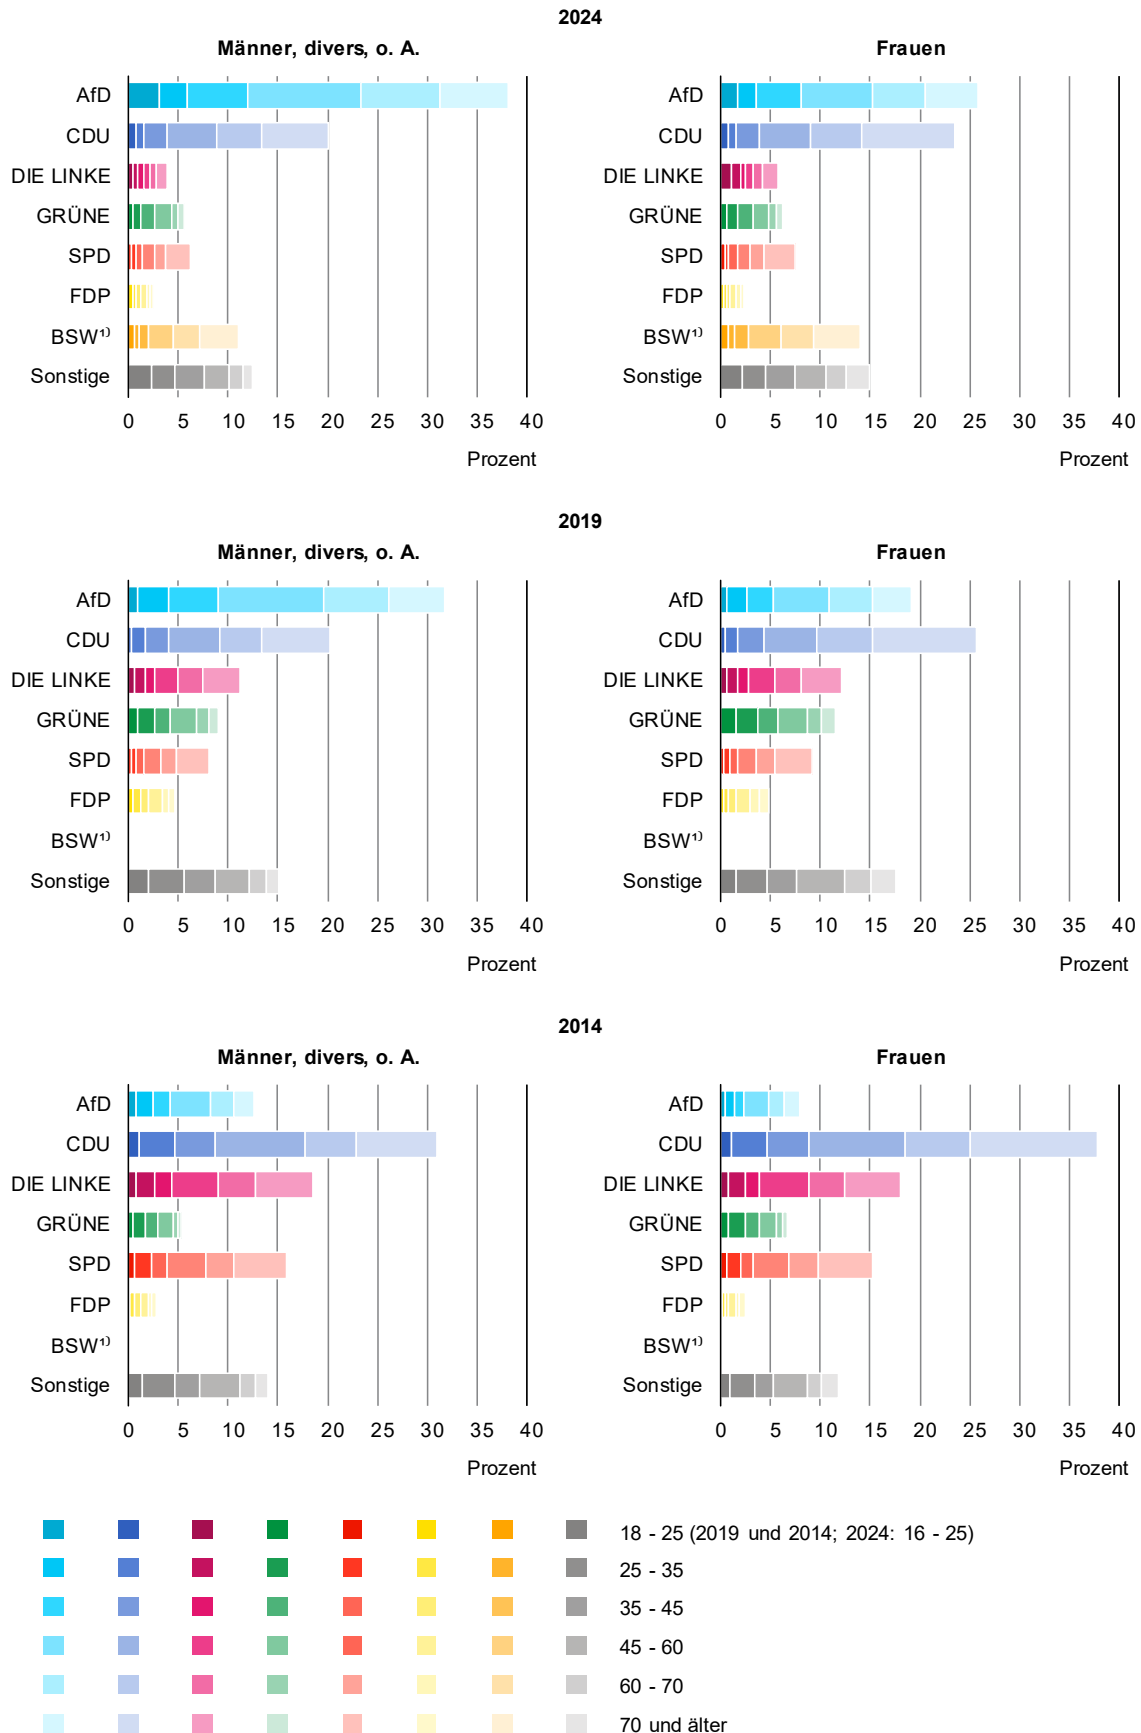 2024
Männer, divers, o. A. Frauen
AfD AfD
CDU CDU
DIE LINKE DIE LINKE
GRÜNE GRÜNE
SPD SPD
FDP FDP
BSW¹⁾ BSW¹⁾
Sonstige Sonstige
0 5 10 15 20 25 30 35 40 0 5 10 15 20 25 30 35 40
Prozent Prozent
2019
Männer, divers, o. A. Frauen
AfD AfD
CDU CDU
DIE LINKE DIE LINKE
GRÜNE GRÜNE
SPD SPD
FDP FDP
BSW¹⁾ BSW¹⁾
Sonstige Sonstige
0 5 10 15 20 25 30 35 40 0 5 10 15 20 25 30 35 40
Prozent Prozent
2014
Männer, divers, o. A. Frauen
AfD AfD
CDU CDU
DIE LINKE DIE LINKE
GRÜNE GRÜNE
SPD SPD
FDP FDP
BSW¹⁾ BSW¹⁾
Sonstige Sonstige
0 5 10 15 20 25 30 35 40 0 5 10 15 20 25 30 35 40
Prozent Prozent
18 - 25 (2019 und 2014; 2024: 16 - 25)
25 - 35
35 - 45
45 - 60
60 - 70
70 und älter